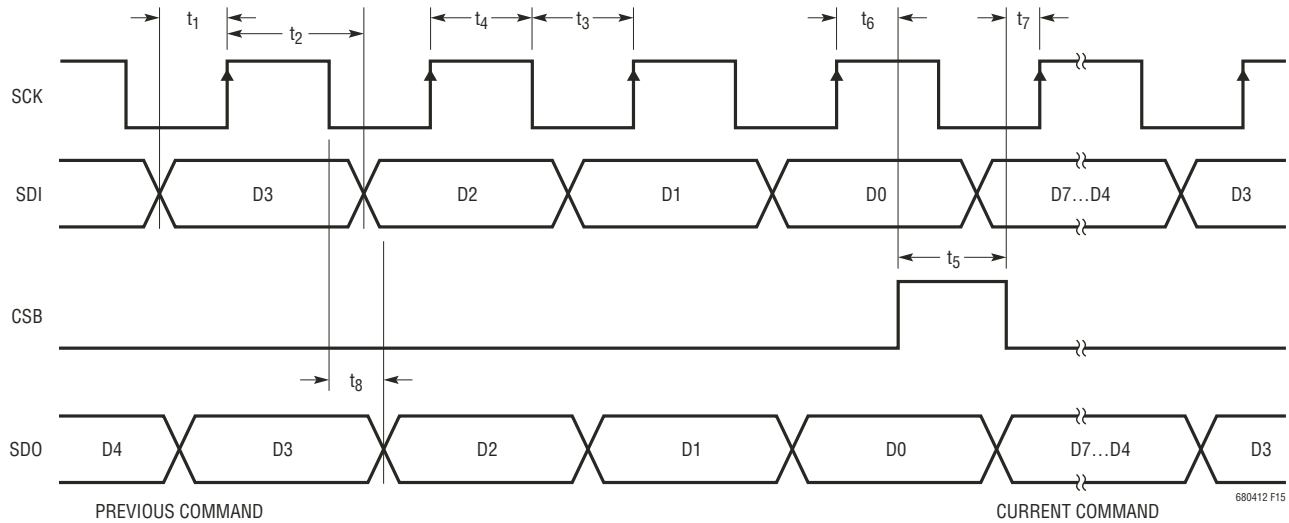 t1 t2 t4 t3 t6 t7
SCK
SDI D3 D2 D1 D0 D7...D4 D3
t5
CSB
t8
SDO D4 D3 D2 D1 D0 D7...D4 D3
680412 F15
PREVIOUS COMMAND CURRENT COMMAND